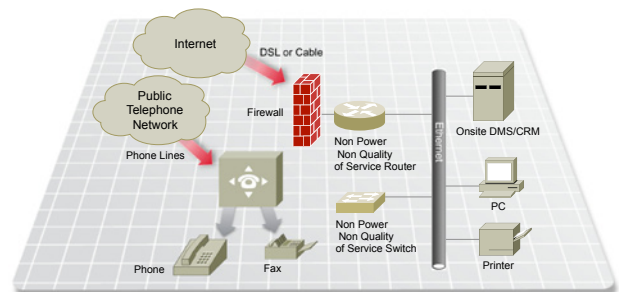 Internet
DSL or Cable
Public
Telephone
Network
Firewall
Phone Lines
Non Power
Non Quality
of Service Router
Ethernet
Onsite DMS/CRM
PC
Non Power
Non Quality
of Service Switch
Phone
Fax
Printer